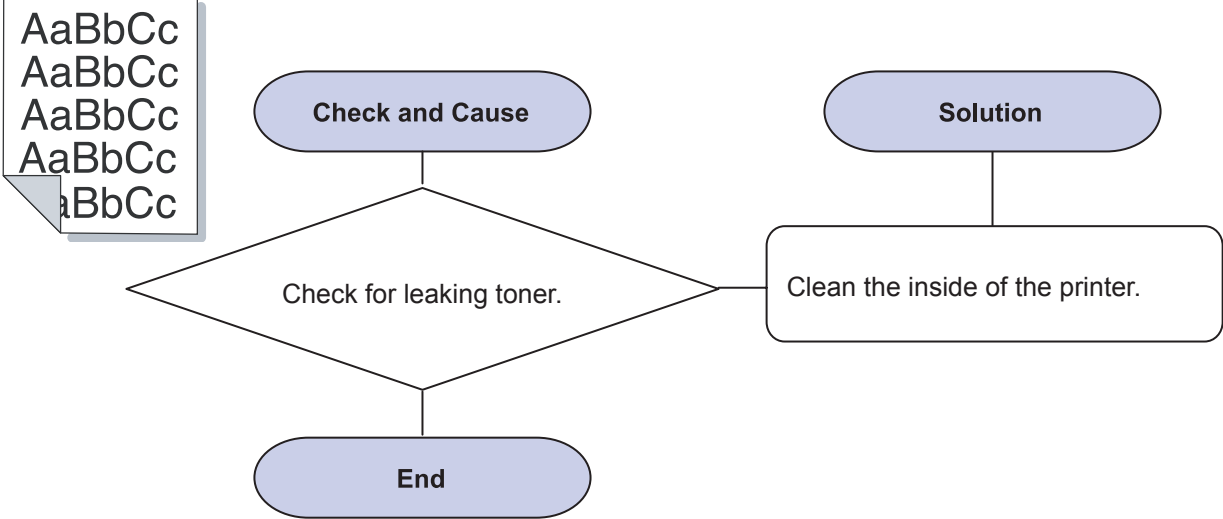 AaBbCc
AaBbCc
AaBbCc
AaBbCc
aBbCc
Check and Cause
Solution
Check for leaking toner.
Clean the inside of the printer.
End